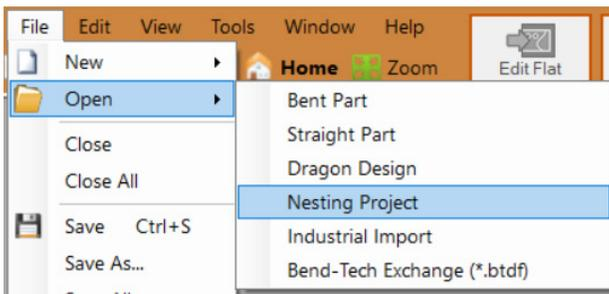 File Edit View Tools Window Help
New
Home Zoom Edit Flat
Open
Bent Part
Straight Part
Close
Dragon Design
Close All
Nesting Project
Save Ctrl+S
Industrial Import
Save As...
Bend-Tech Exchange (*.btdf)